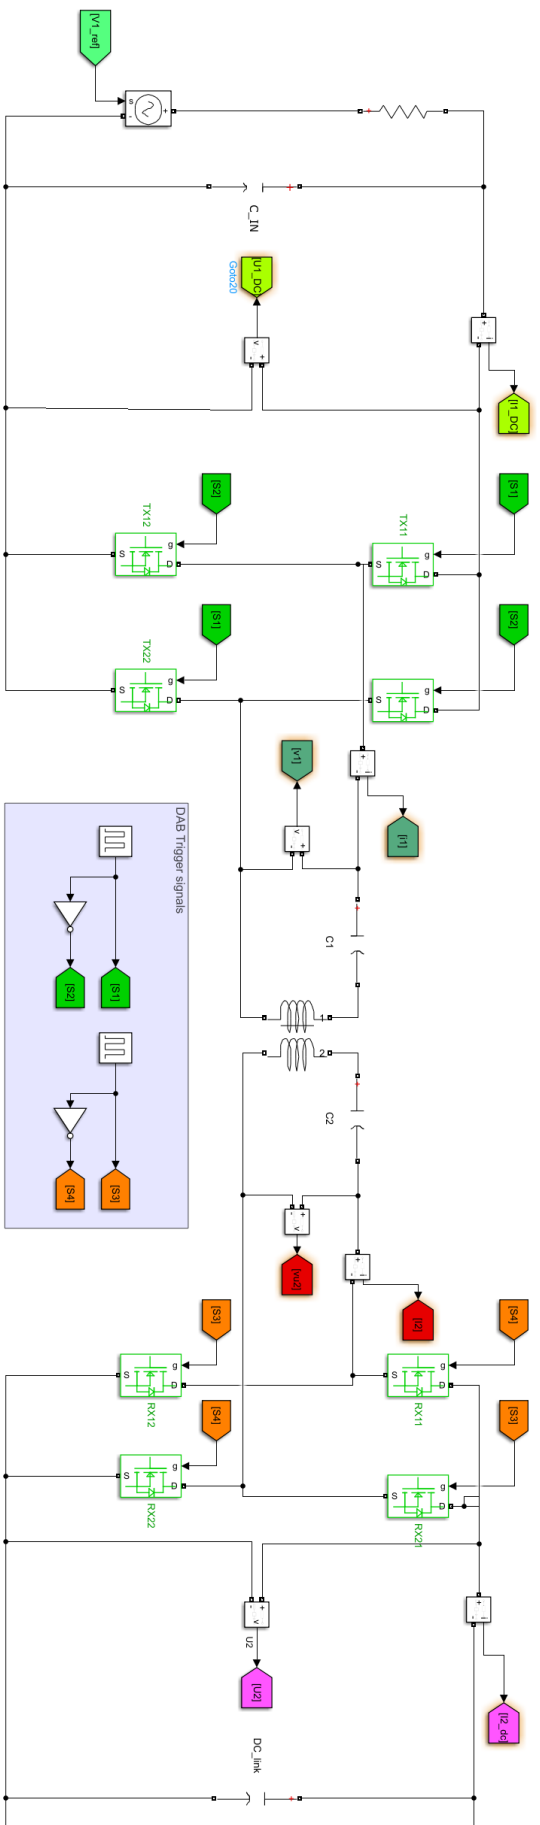 [V1_ref]
s
+
-
+
C_IN
+
[U1_DC]
Goto20
v
+
-
+
i
[I1_DC]
[S2]
[S1]
TX12
TX11
g
D
S
g
D
S
[S1]
[S2]
TX22
g
D
S
g
D
S
[v1]
v
+
-
+
i
[i1]
DAB Trigger signals
[S2]
[S1]
[S4]
[S3]
+
C1
1
2
+
C2
+
-
v
[vu2]
+
i
[I2]
[S3]
[S4]
g
D
S
g
D
S
RX12
RX11
[S4]
[S3]
g
D
S
g
D
S
RX22
RX21
+
-
v
U2
[U2]
+
i
[I2_dc]
DC_link
+